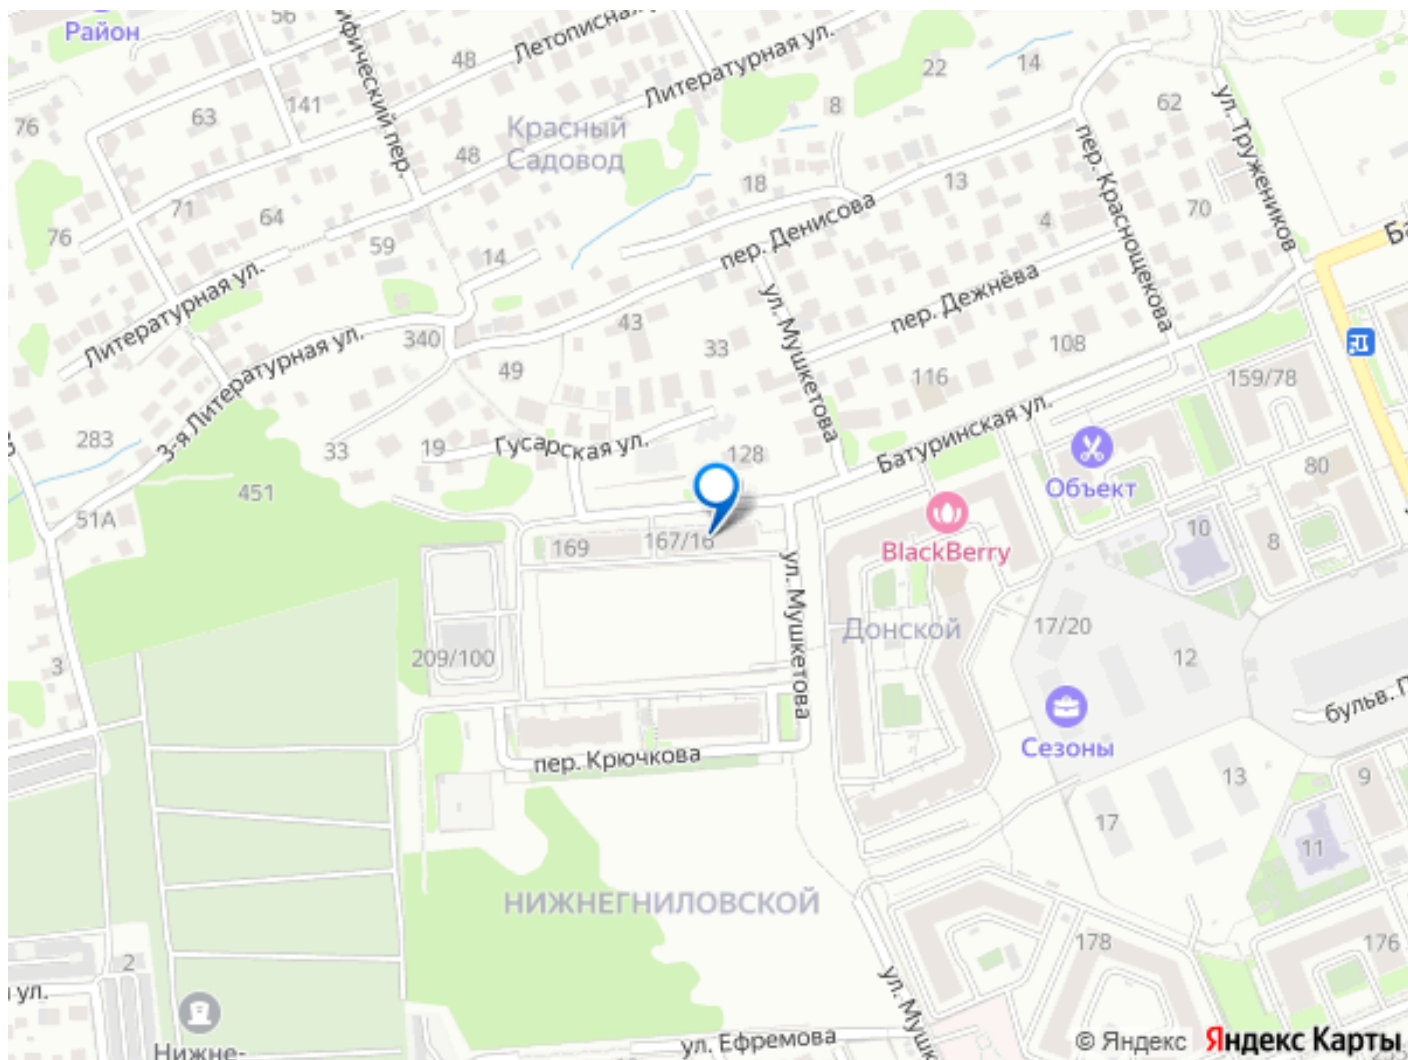 Район
56
48
Летописная
Литературная ул.
22
14
8
62
ул. Тружеников
76
63
141
пер.
Красный
Садовод
48
18
13
пер. Краснощекова
70
71
64
76
59
14
пер. Денисова
4
Литературная ул.
ул. Мушкетова
пер. Дежнёва
3-я Литературная ул.
340
43
33
49
108
116
159/78
283
33
19
Гусарская ул.
128
Батуринская ул.
80
451
51А
Объект
BlackBerry
169
167/16
10
8
ул. Мушкетова
Донской
17/20
12
3
209/100
бульв.
Сезоны
пер. Крючкова
13
9
17
11
НИЖНЕГНИЛОВСКОЙ
178
176
2
ул.
ул.
Нижне-
ул. Ефремова
© Яндекс
Яндекс Карты